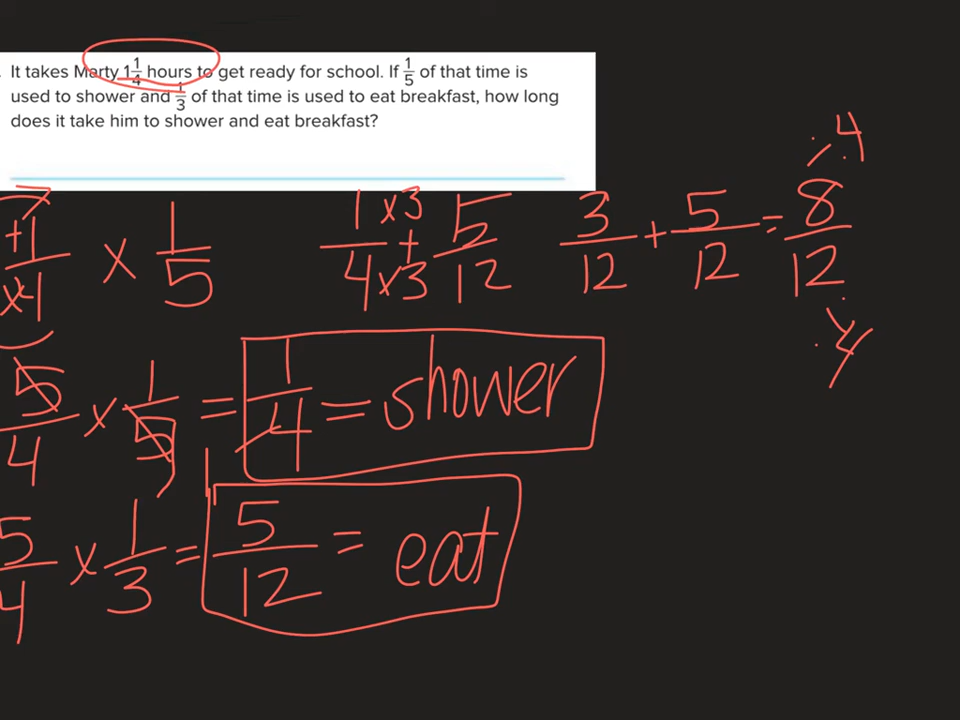 . It takes Marty 1 1/4 hours to get ready for school. If 1/5 of that time is
used to shower and 1/3 of that time is used to eat breakfast, how long
does it take him to shower and eat breakfast?
÷4
+1/×4 × 1/5
1×3/4×3 + 5/12
3/12 + 5/12 = 8/12
÷4
5/4 × 1/5 = 1/4 = shower
5/4 × 1/3 = 5/12 = eat